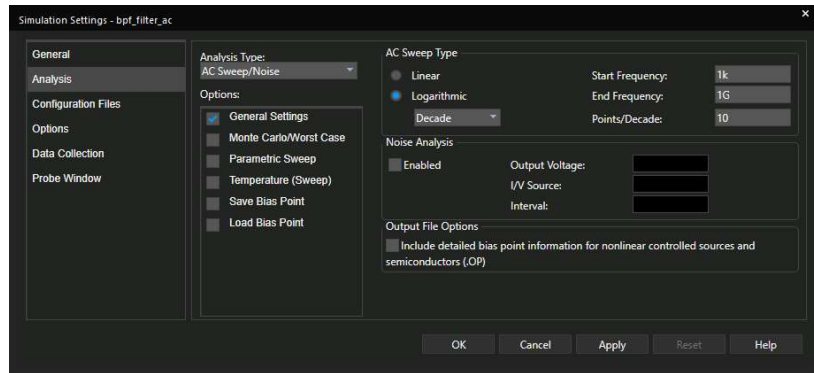 Simulation Settings - bpf_filter_ac
×
General
Analysis
Configuration Files
Options
Data Collection
Probe Window
Analysis Type:
AC Sweep/Noise
Options:
General Settings
Monte Carlo/Worst Case
Parametric Sweep
Temperature (Sweep)
Save Bias Point
Load Bias Point
AC Sweep Type
Linear
Logarithmic
Decade
Start Frequency: 1k
End Frequency: 1G
Points/Decade: 10
Noise Analysis
Enabled
Output Voltage:
I/V Source:
Interval:
Output File Options
Include detailed bias point information for nonlinear controlled sources and
semiconductors (.OP)
OK Cancel Apply Reset Help